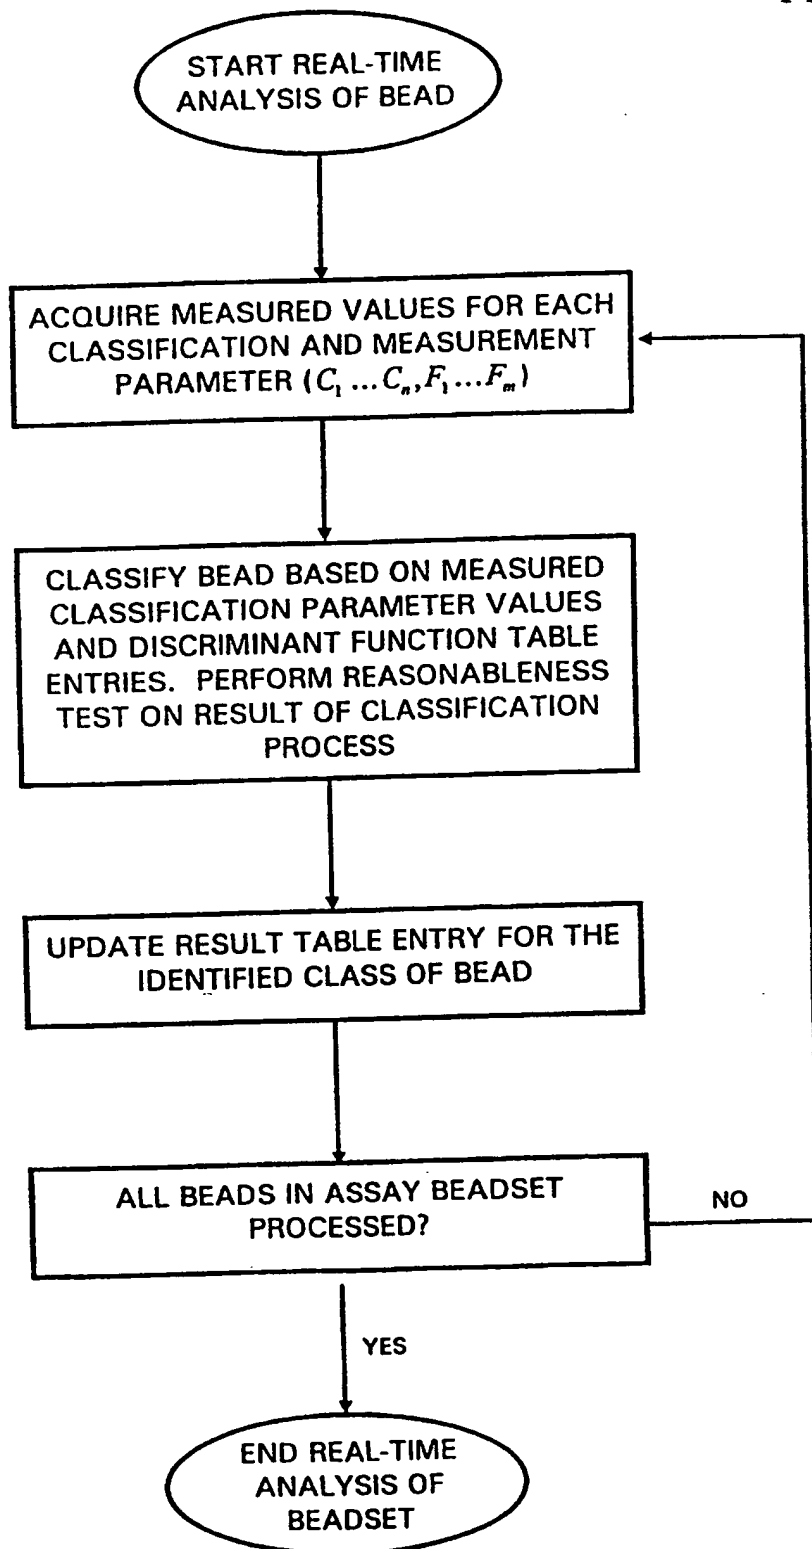 START REAL-TIME
ANALYSIS OF BEAD
ACQUIRE MEASURED VALUES FOR EACH
CLASSIFICATION AND MEASUREMENT
PARAMETER (C₁ ... Cₙ, F₁ ... Fₘ)
CLASSIFY BEAD BASED ON MEASURED
CLASSIFICATION PARAMETER VALUES
AND DISCRIMINANT FUNCTION TABLE
ENTRIES. PERFORM REASONABLENESS
TEST ON RESULT OF CLASSIFICATION
PROCESS
UPDATE RESULT TABLE ENTRY FOR THE
IDENTIFIED CLASS OF BEAD
ALL BEADS IN ASSAY BEADSET
PROCESSED?
NO
YES
END REAL-TIME
ANALYSIS OF
BEADSET